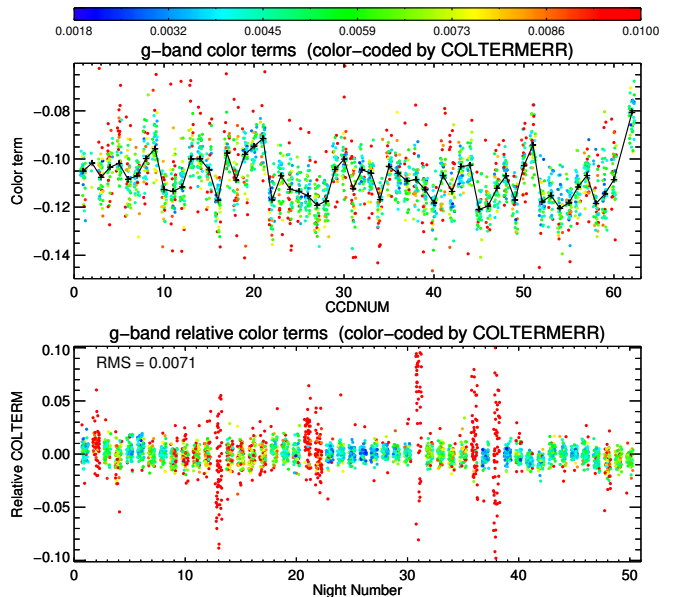 0.0018 0.0032 0.0045 0.0059 0.0073 0.0086 0.0100
g-band color terms (color-coded by COLTERMERR)
-0.08
-0.10
-0.12
-0.14
Color term
0 10 20 30 40 50 60
CCDNUM
g-band relative color terms (color-coded by COLTERMERR)
RMS = 0.0071
0.10
0.05
0.00
-0.05
-0.10
Relative COLTERM
0 10 20 30 40 50
Night Number